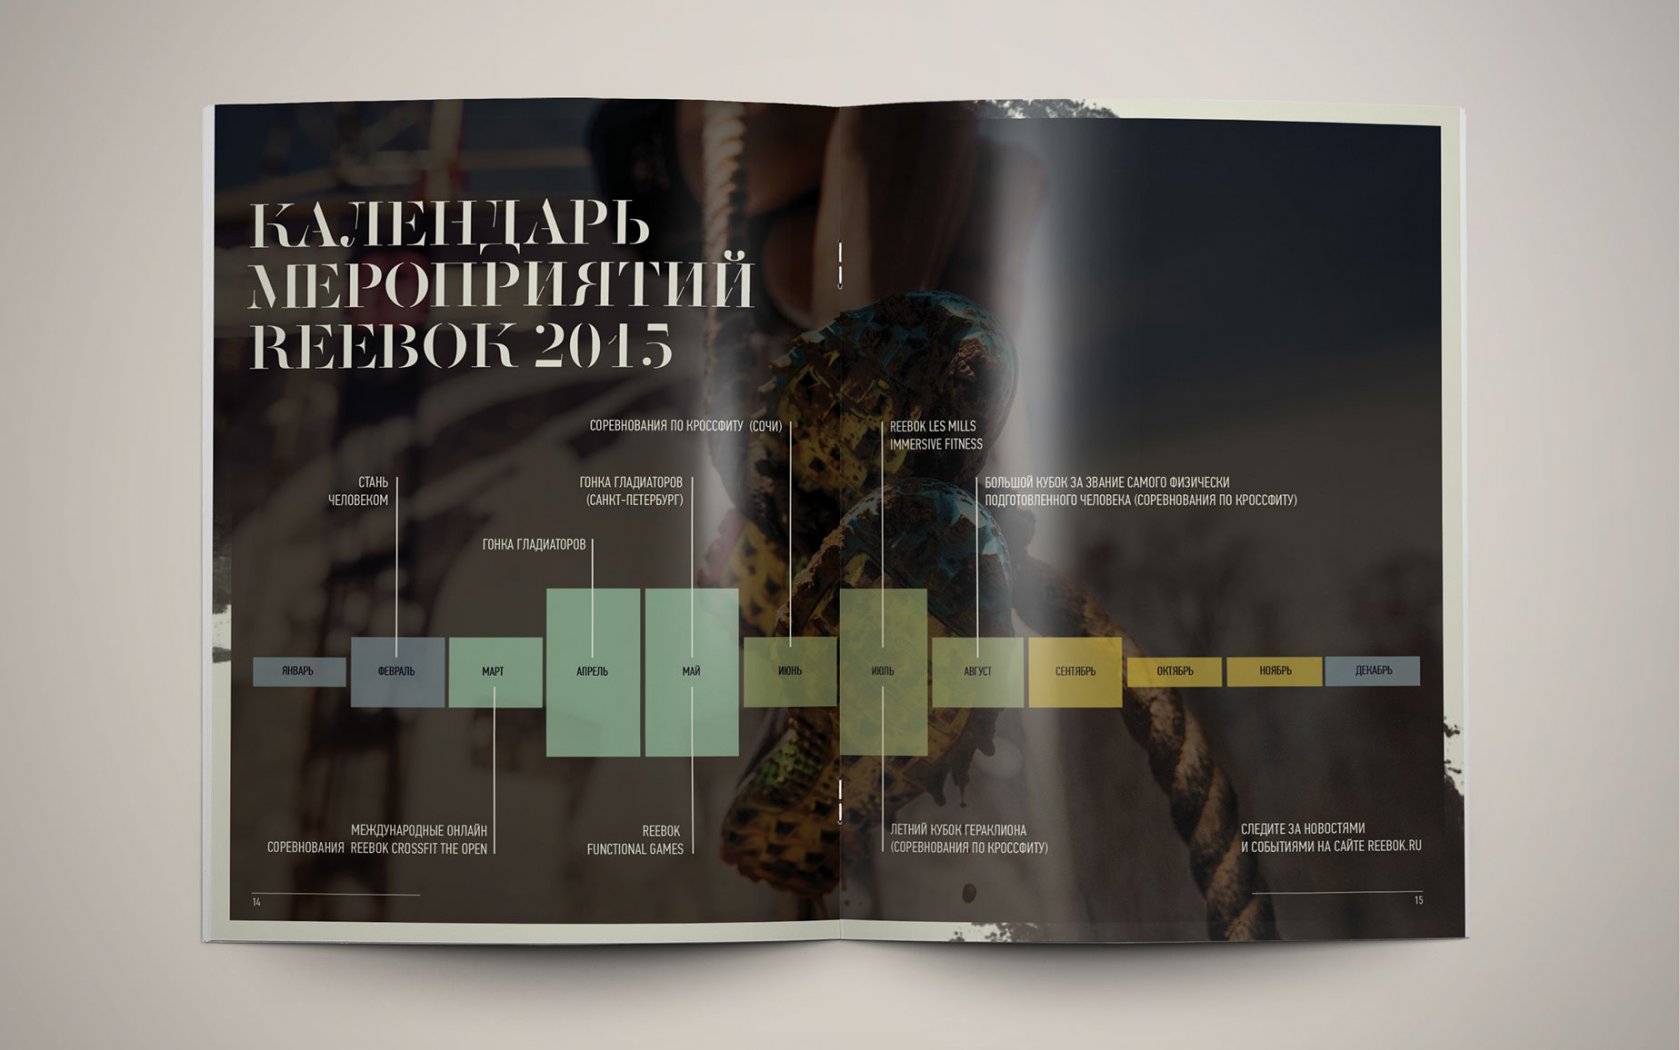 КАЛЕНДАРЬ
МЕРОПРИЯТИЙ
REEBOK 2015
СОРЕВНОВАНИЯ ПО КРОССФИТУ (СОЧИ)
REEBOK LES MILLS
IMMERSIVE FITNESS
СТАНЬ
ЧЕЛОВЕКОМ
ГОНКА ГЛАДИАТОРОВ
(САНКТ-ПЕТЕРБУРГ)
БОЛЬШОЙ КУБОК ЗА ЗВАНИЕ САМОГО ФИЗИЧЕСКИ
ПОДГОТОВЛЕННОГО ЧЕЛОВЕКА (СОРЕВНОВАНИЯ ПО КРОССФИТУ)
ГОНКА ГЛАДИАТОРОВ
ЯНВАРЬ
ФЕВРАЛЬ
МАРТ
АПРЕЛЬ
МАЙ
ИЮНЬ
ИЮЛЬ
АВГУСТ
СЕНТЯБРЬ
ОКТЯБРЬ
НОЯБРЬ
ДЕКАБРЬ
МЕЖДУНАРОДНЫЕ ОНЛАЙН
СОРЕВНОВАНИЯ REEBOK CROSSFIT THE OPEN
REEBOK
FUNCTIONAL GAMES
ЛЕТНИЙ КУБОК ГЕРАКЛИОНА
(СОРЕВНОВАНИЯ ПО КРОССФИТУ)
СЛЕДИТЕ ЗА НОВОСТЯМИ
И СОБЫТИЯМИ НА САЙТЕ REEBOK.RU
14
15